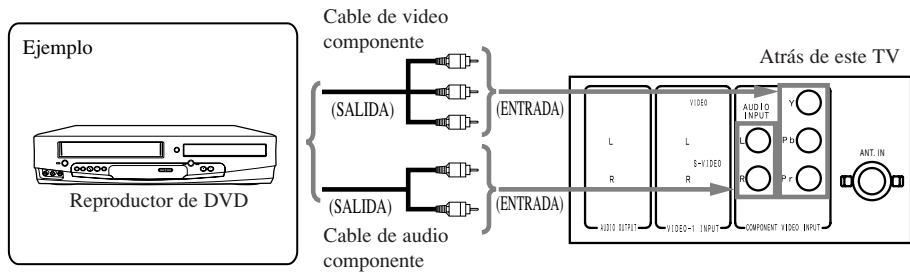 Cable de video
componente
Ejemplo
Atrás de este TV
(SALIDA)
(ENTRADA)
VIDEO
AUDIO
INPUT
Y
L
L
L
Pb
S-VIDEO
R
R
R
Pr
ANT. IN
Reproductor de DVD
(SALIDA)
(ENTRADA)
AUDIO OUTPUT
VIDEO-1 INPUT
COMPONENT VIDEO INPUT
Cable de audio
componente